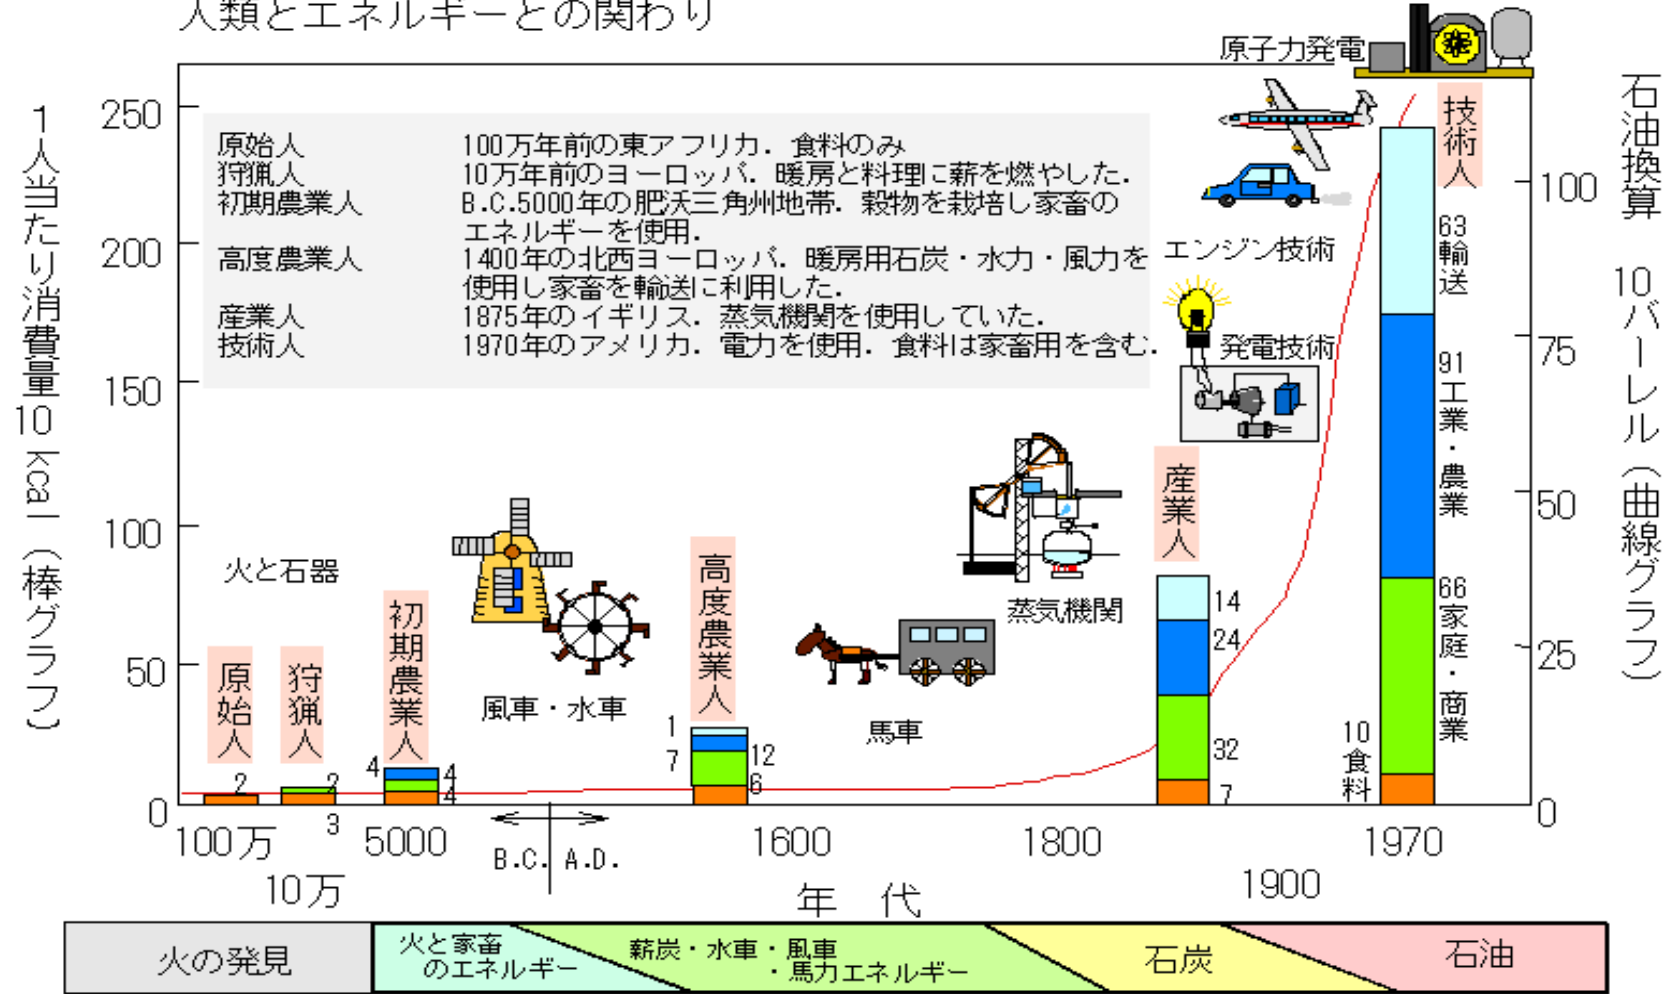 人類とエネルギーとの関わり
原子力発電
1人当たり消費量10 kcal (棒グラフ)
石油換算 10バーレル (曲線グラフ)
250
200
150
100
50
0
100
75
50
25
0
原始人 100万年前の東アフリカ. 食料のみ
狩猟人 10万年前のヨーロッパ. 暖房と料理に薪を燃やした.
初期農業人 B.C.5000年の肥沃三角州地帯. 穀物を栽培し家畜の
エネルギーを使用.
高度農業人 1400年の北西ヨーロッパ. 暖房用石炭・水力・風力を
使用し家畜を輸送に利用した.
産業人 1875年のイギリス. 蒸気機関を使用していた.
技術人 1970年のアメリカ. 電力を使用. 食料は家畜用を含む.
エンジン技術
発電技術
火と石器
風車・水車
馬車
蒸気機関
原始人
2
狩猟人
2
3
初期農業人
4
4
4
高度農業人
1
7
12
6
産業人
14
24
32
7
技術人
63輸送
91工業・農業
66家庭・商業
10食料
100万
10万
5000
B.C. A.D.
1600
1800
1900
1970
年 代
火の発見
火と家畜
のエネルギー
薪炭・水車・風車
・馬力エネルギー
石炭
石油